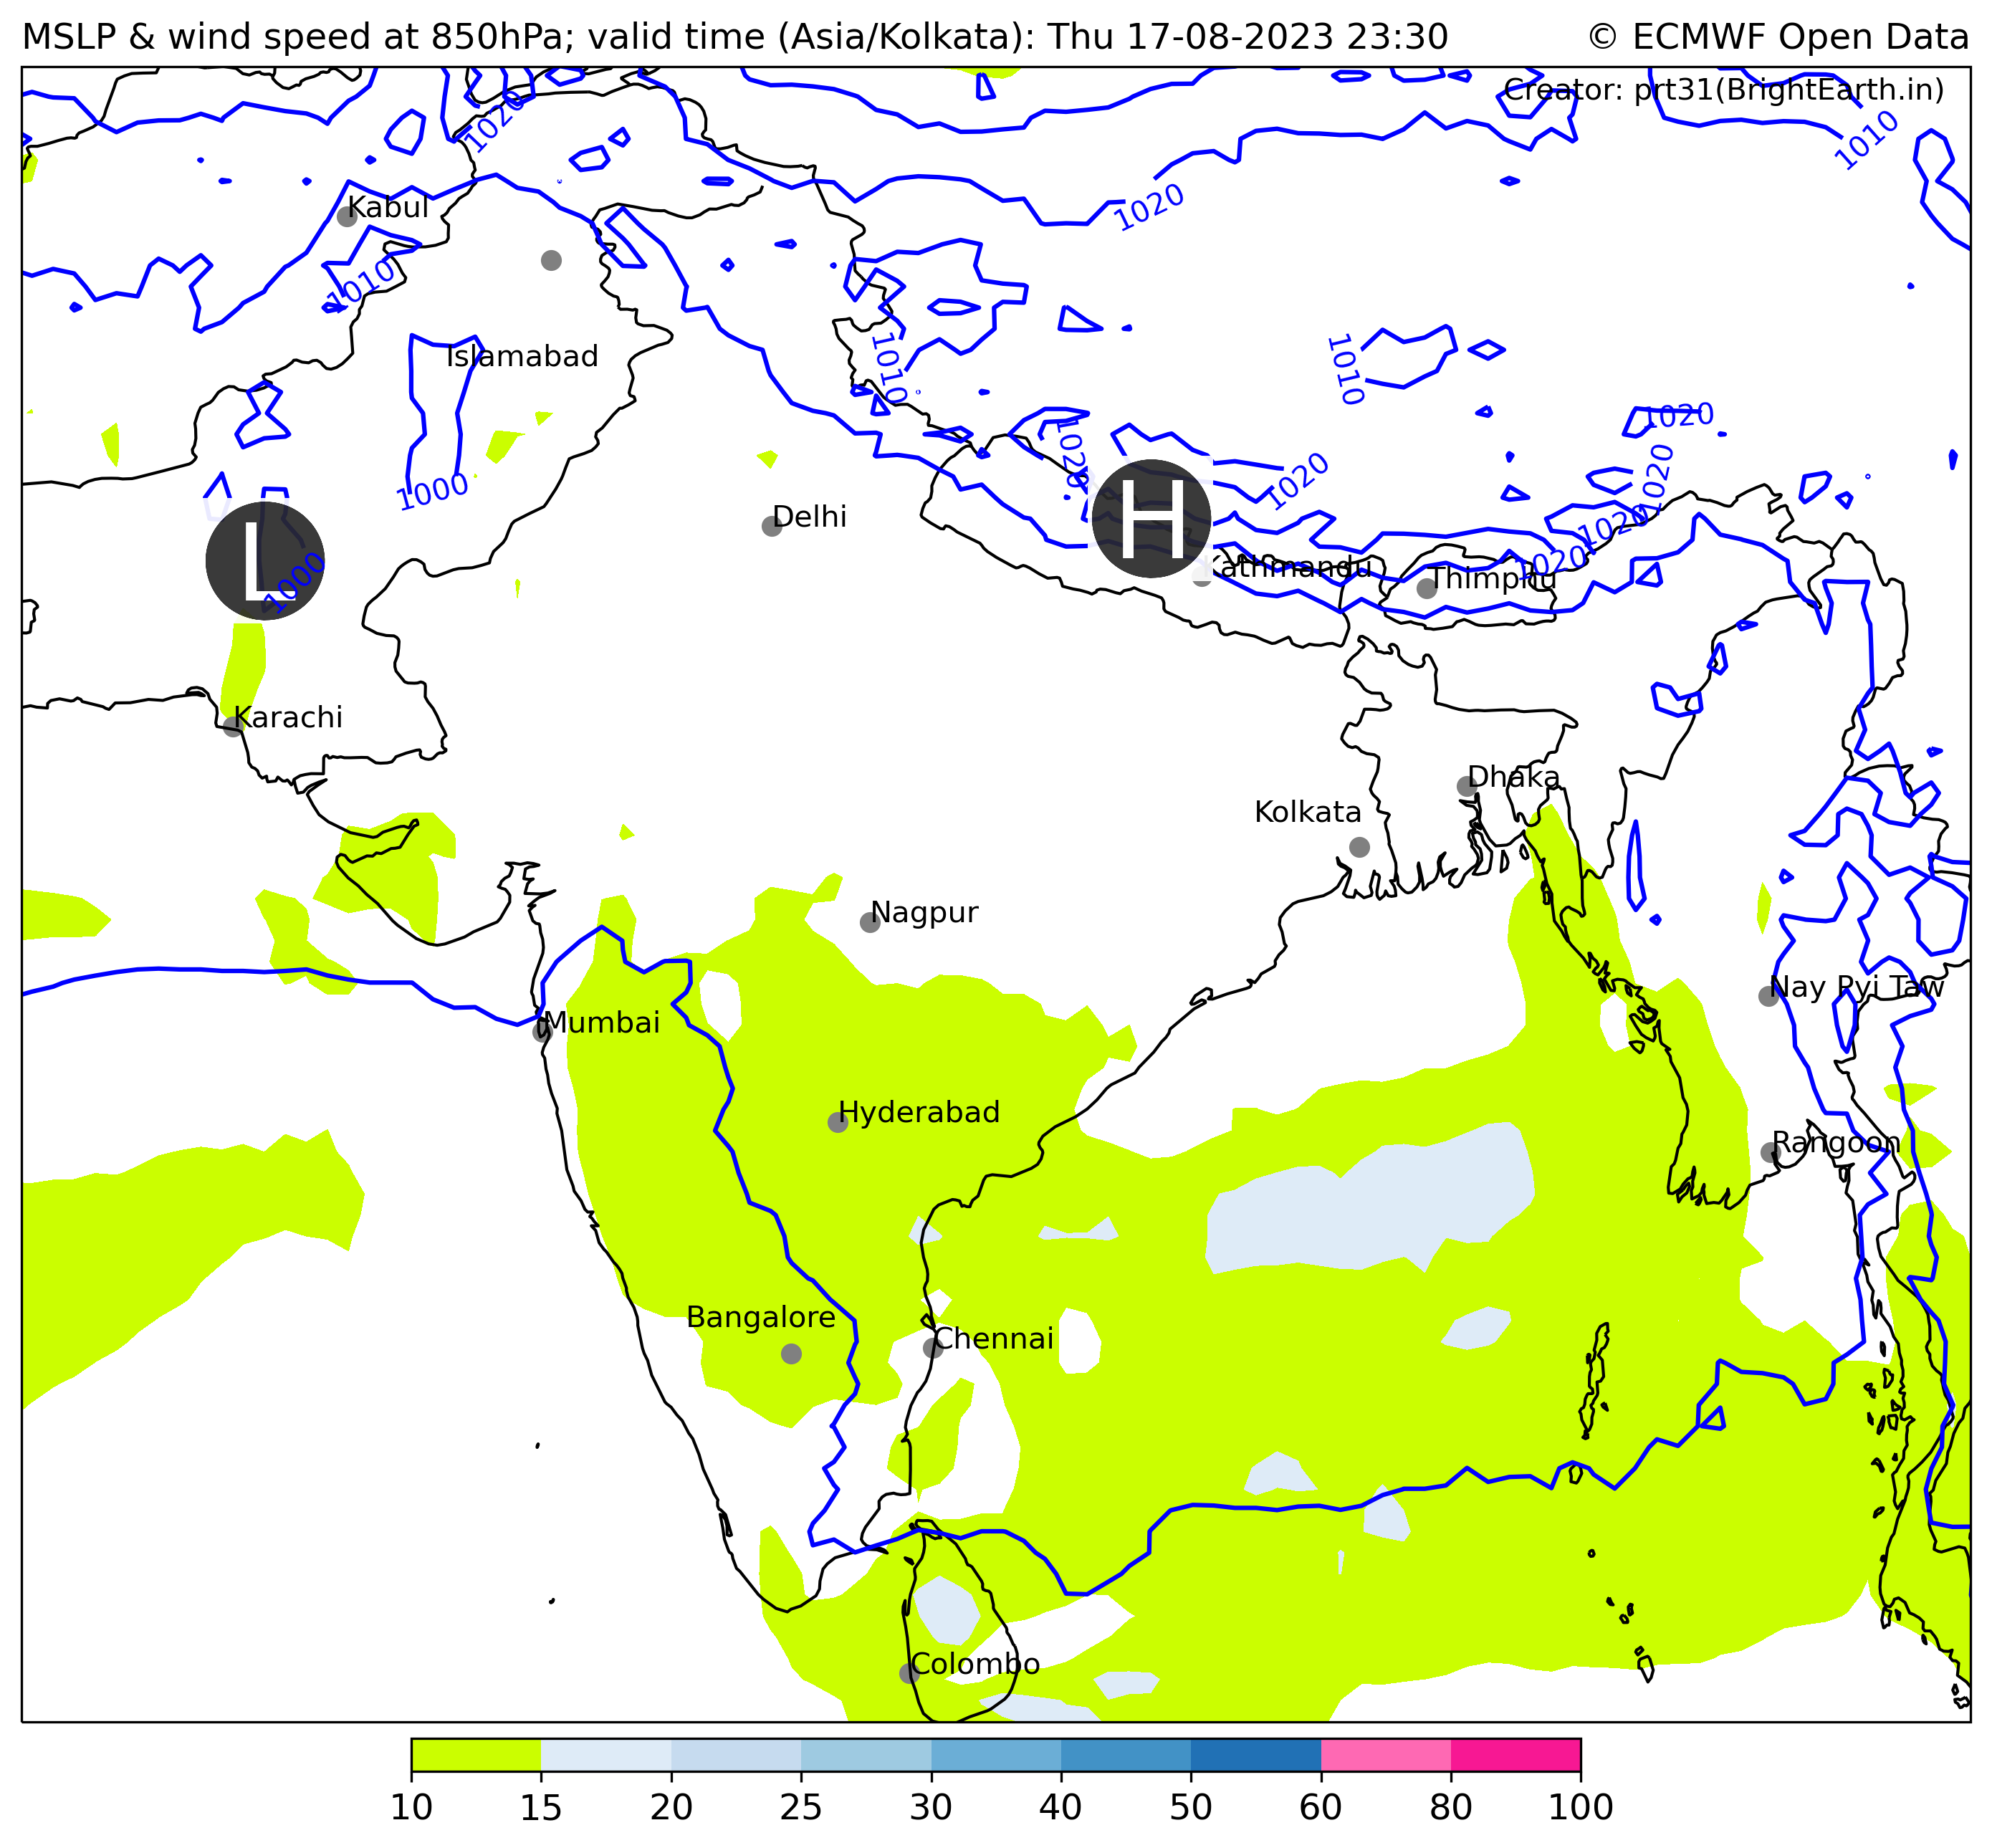 MSLP & wind speed at 850hPa; valid time (Asia/Kolkata): Thu 17-08-2023 23:30
© ECMWF Open Data
Creator: prt31(BrightEarth.in)
1020
1010
1020
Kabul
1010
Islamabad
1010
1010
1020
1020
1020
1020
1000
L
1000
Delhi
H
1020
1020
Kathmandu
Thimphu
Karachi
Dhaka
Kolkata
Nagpur
Nay Pyi Taw
Mumbai
Hyderabad
Rangoon
Bangalore
Chennai
Colombo
10 15 20 25 30 40 50 60 80 100